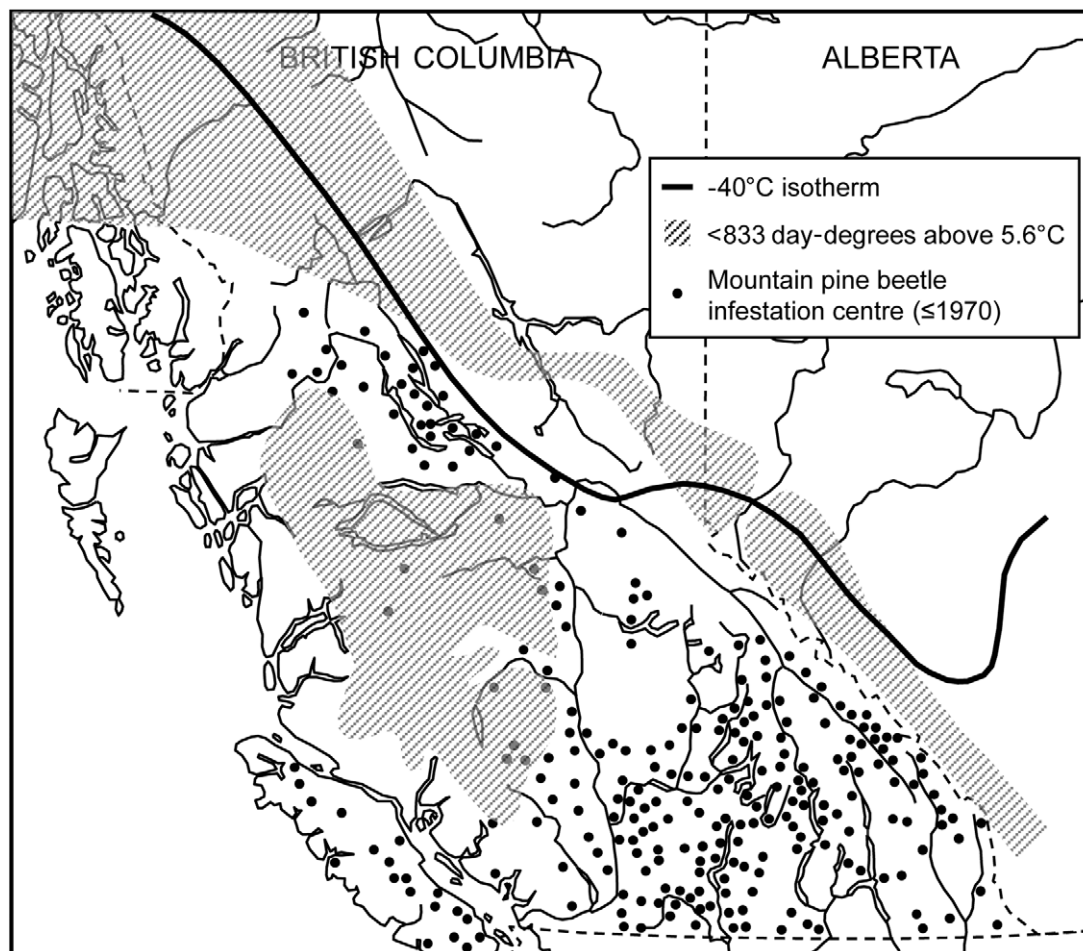 BRITISH COLUMBIA
ALBERTA
-40°C isotherm
<833 day-degrees above 5.6°C
Mountain pine beetle
infestation centre (≤1970)